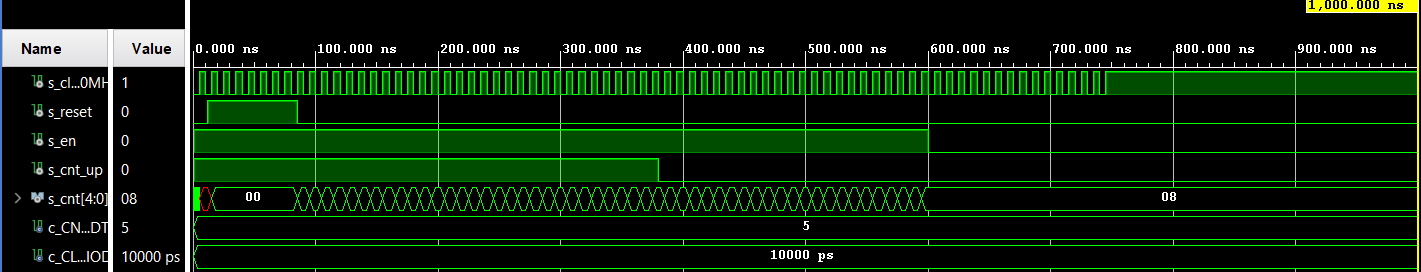 1,000.000 ns
Name Value 0.000 ns 100.000 ns 200.000 ns 300.000 ns 400.000 ns 500.000 ns 600.000 ns 700.000 ns 800.000 ns 900.000 ns
s_cl...0MH 1
s_reset 0
s_en 0
s_cnt_up 0
s_cnt[4:0] 08 00 08
c_CN...DT 5 5
c_CL...IOD 10000 ps 10000 ps